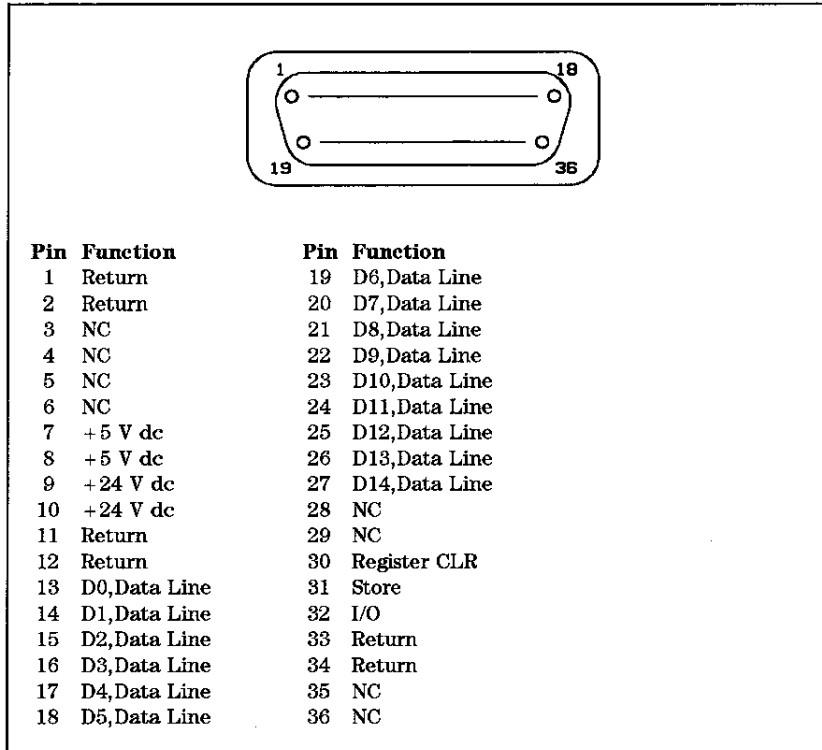 1 18
19 36
Pin Function
1 Return
2 Return
3 NC
4 NC
5 NC
6 NC
7 +5 V dc
8 +5 V dc
9 +24 V dc
10 +24 V dc
11 Return
12 Return
13 D0,Data Line
14 D1,Data Line
15 D2,Data Line
16 D3,Data Line
17 D4,Data Line
18 D5,Data Line
Pin Function
19 D6,Data Line
20 D7,Data Line
21 D8,Data Line
22 D9,Data Line
23 D10,Data Line
24 D11,Data Line
25 D12,Data Line
26 D13,Data Line
27 D14,Data Line
28 NC
29 NC
30 Register CLR
31 Store
32 I/O
33 Return
34 Return
35 NC
36 NC